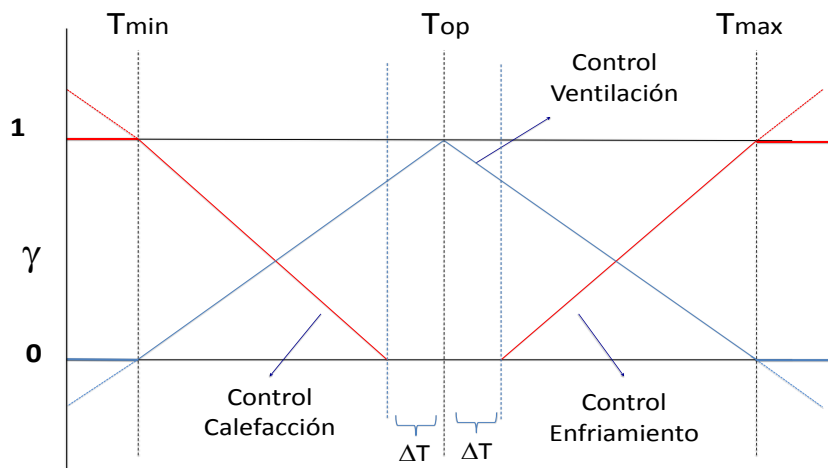 Tmin
Top
Tmax
Control
Ventilación
1
γ
0
Control
Calefacción
Control
Enfriamiento
ΔT
ΔT